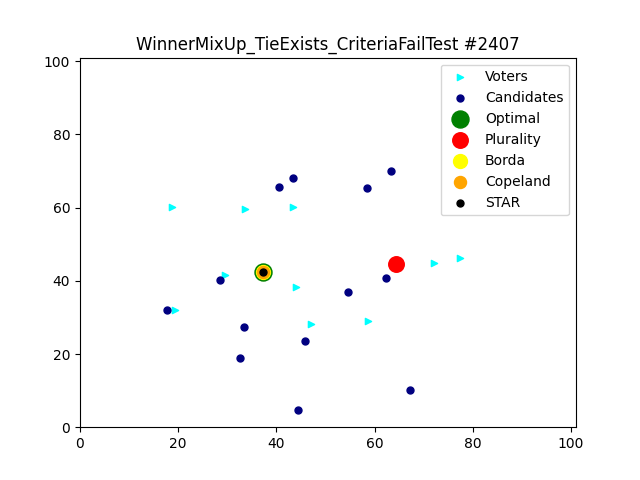 WinnerMixUp_TieExists_CriteriaFailTest #2407
Voters
Candidates
Optimal
Plurality
Borda
Copeland
STAR
100
80
60
40
20
0
0 20 40 60 80 100